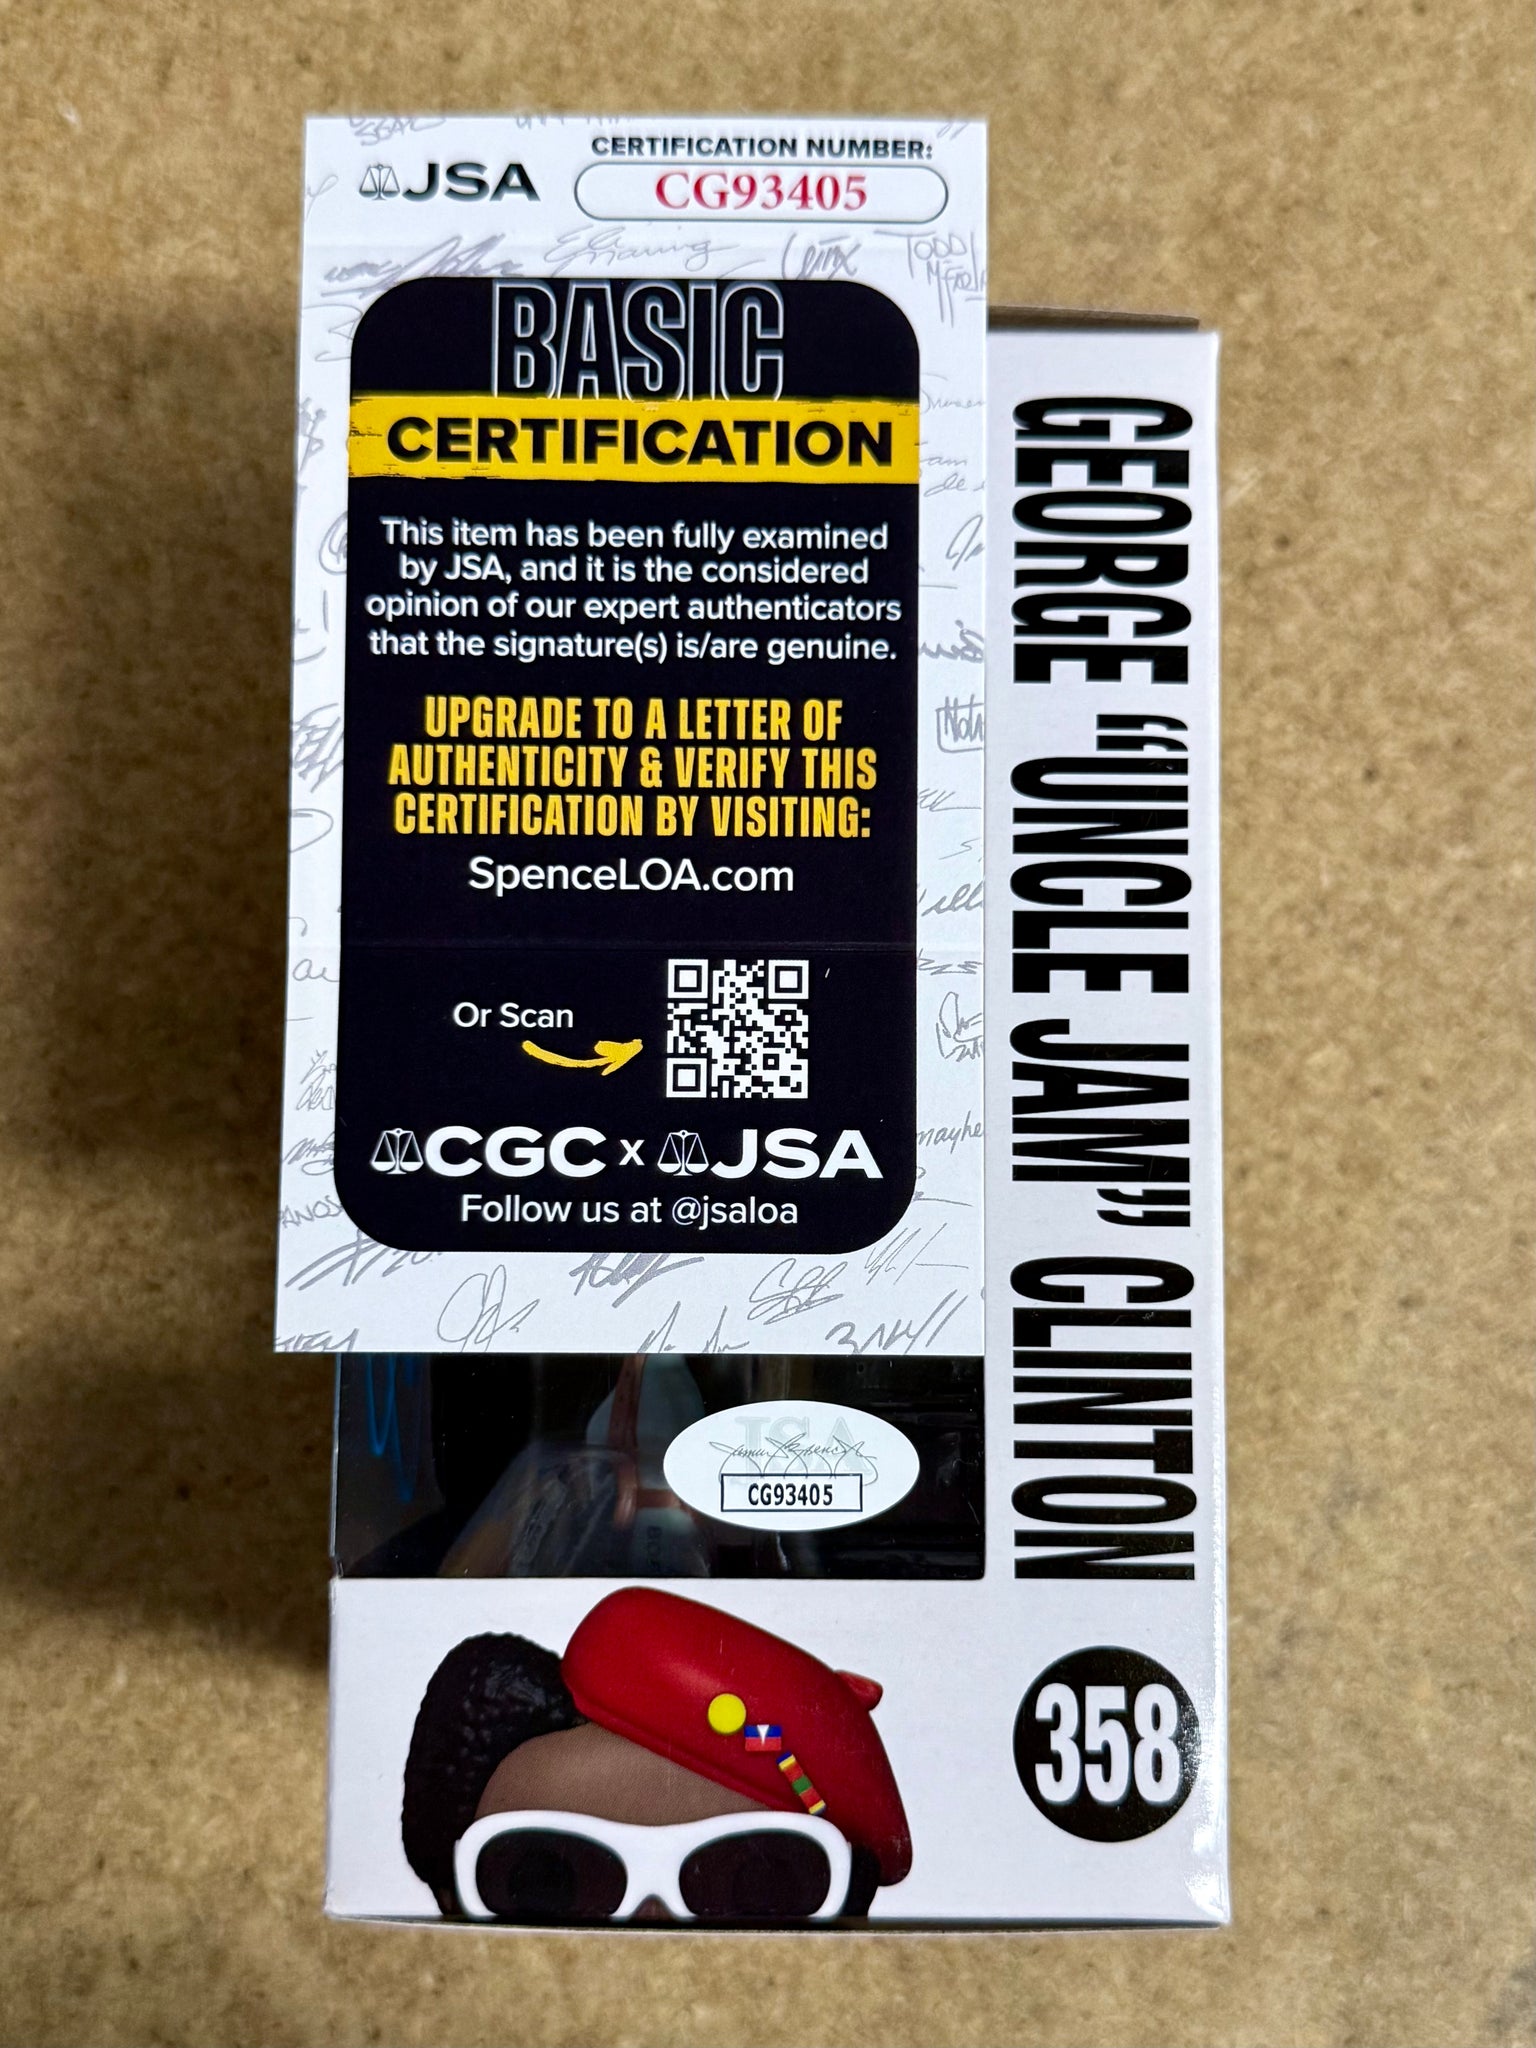 JSA
CERTIFICATION NUMBER:
CG93405
TODD
BASIC
CERTIFICATION
This item has been fully examined
by JSA, and it is the considered
opinion of our expert authenticators
that the signature(s) is/are genuine.
UPGRADE TO A LETTER OF
AUTHENTICITY & VERIFY THIS
CERTIFICATION BY VISITING:
SpenceLOA.com
Or Scan
CGC x JSA
Follow us at @jsaloa
JSA
CG93405
GEORGE “UNCLE JAM” CLINTON
358